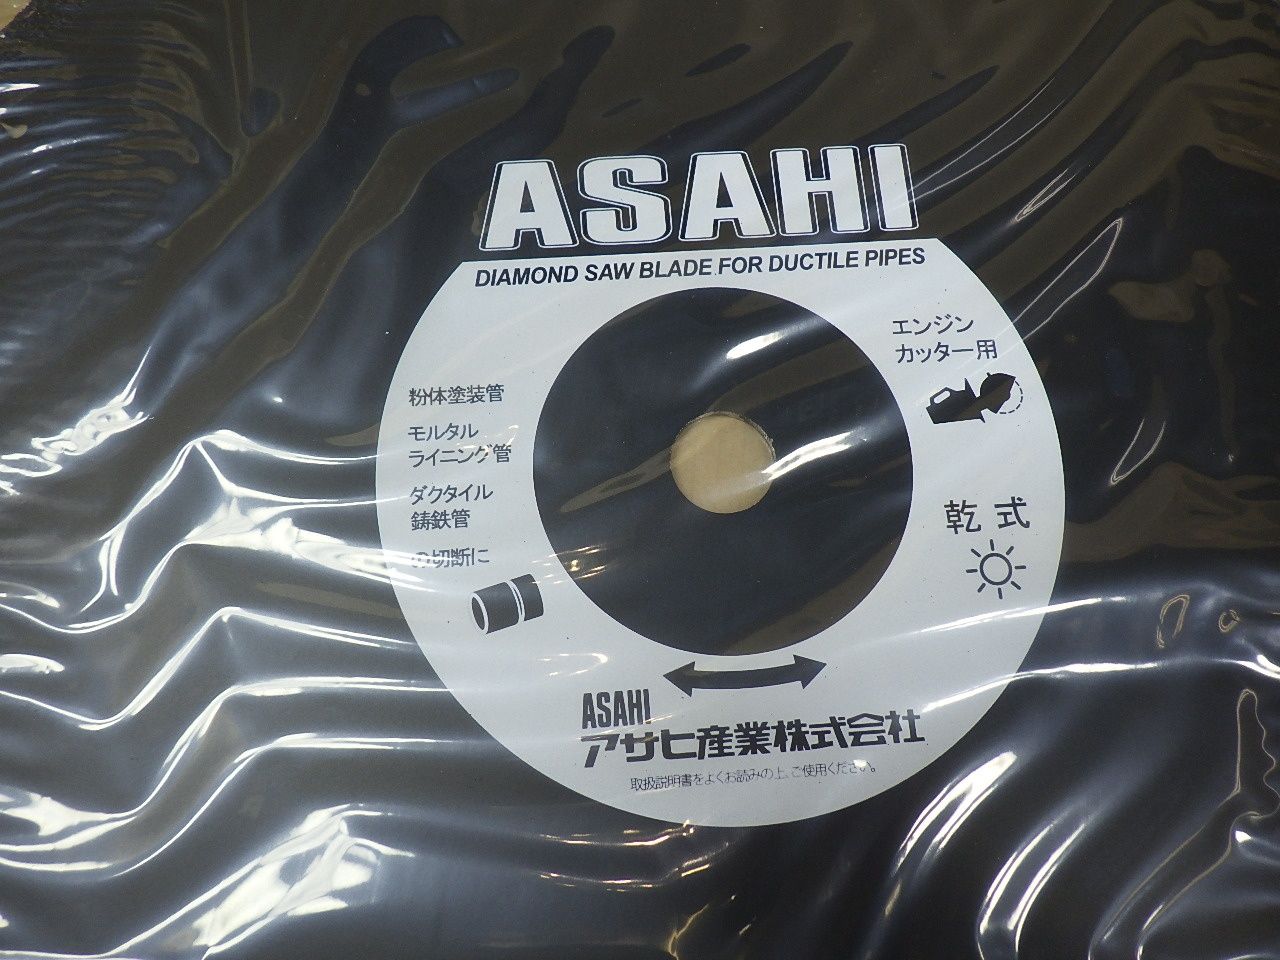 ASAHI
DIAMOND SAW BLADE FOR DUCTILE PIPES
エンジン
カッター用
粉体塗装管
モルタル
ライニング管
ダクタイル
鋳鉄管
の切断に
乾式
ASAHI
アサヒ産業株式会社
取扱説明書をよくお読みの上、ご使用ください。